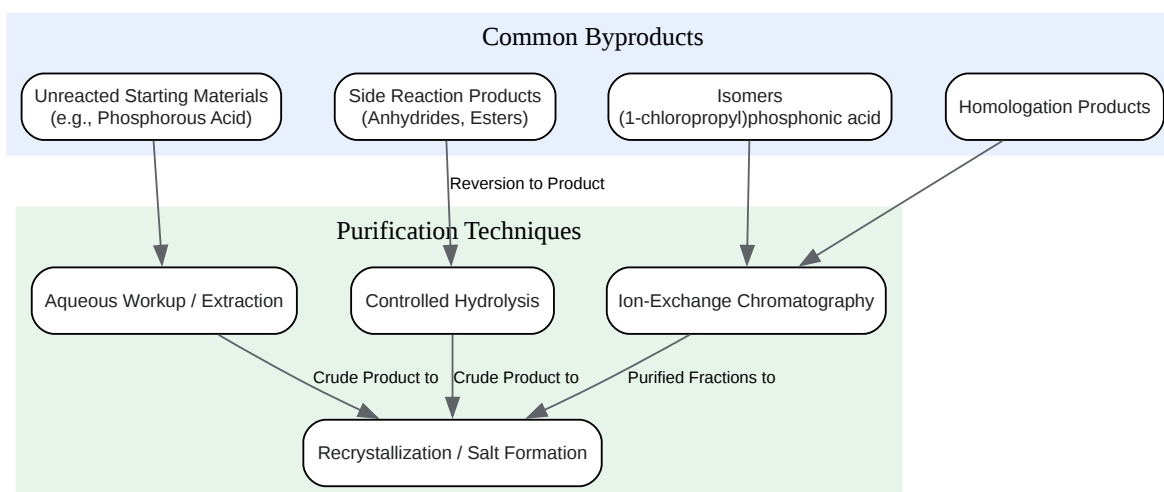 Common Byproducts
Unreacted Starting Materials
(e.g., Phosphorous Acid)
Side Reaction Products
(Anhydrides, Esters)
Isomers
(1-chloropropyl)phosphonic acid
Homologation Products
Reversion to Product
Purification Techniques
Aqueous Workup / Extraction
Controlled Hydrolysis
Ion-Exchange Chromatography
Crude Product to
Crude Product to
Purified Fractions to
Recrystallization / Salt Formation